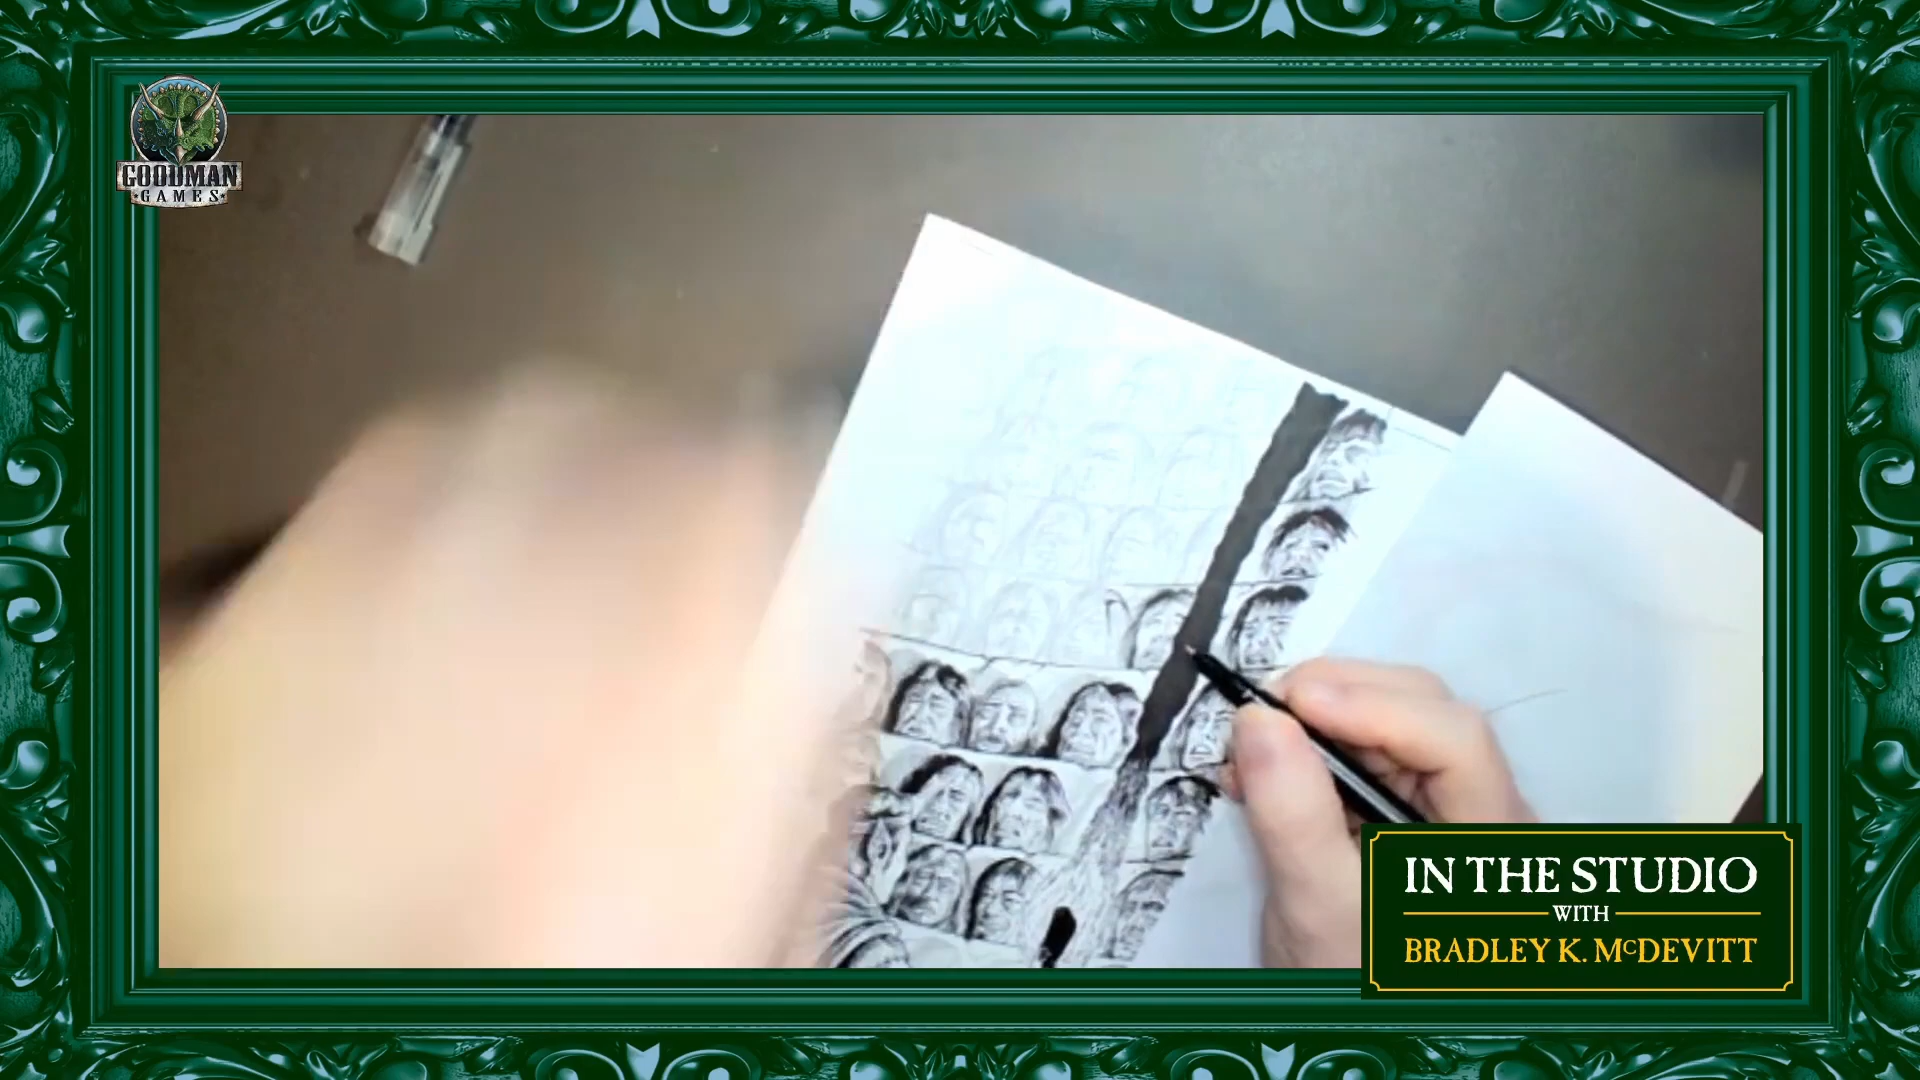 GOODMAN
GAMES
IN THE STUDIO
WITH
BRADLEY K. McDEVITT